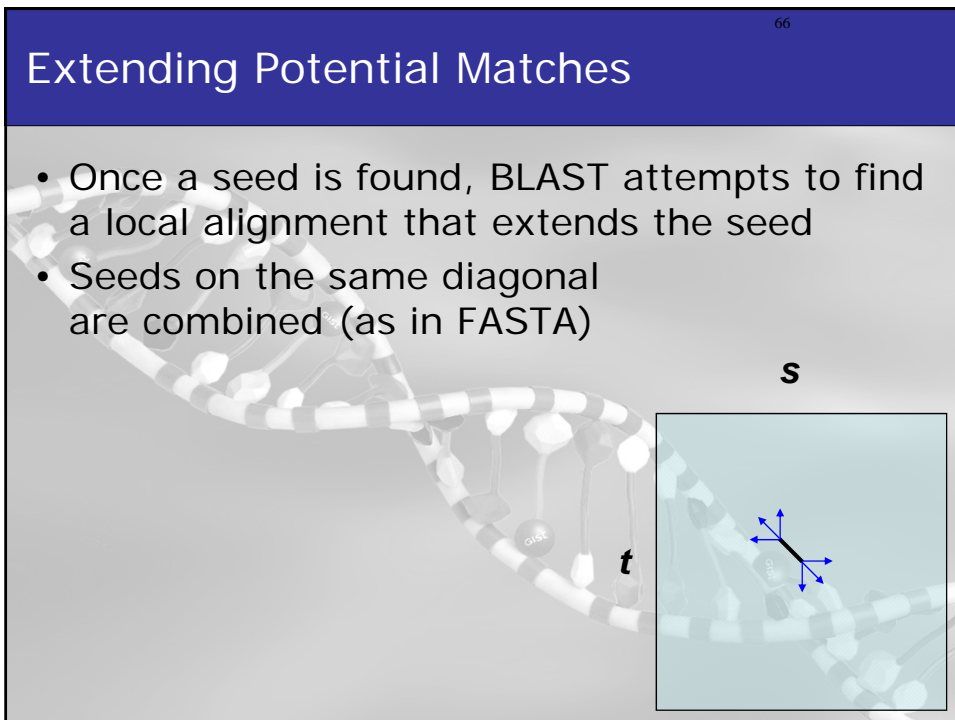 66
Extending Potential Matches
• Once a seed is found, BLAST attempts to find
a local alignment that extends the seed
• Seeds on the same diagonal
are combined (as in FASTA)
s
t
GIST